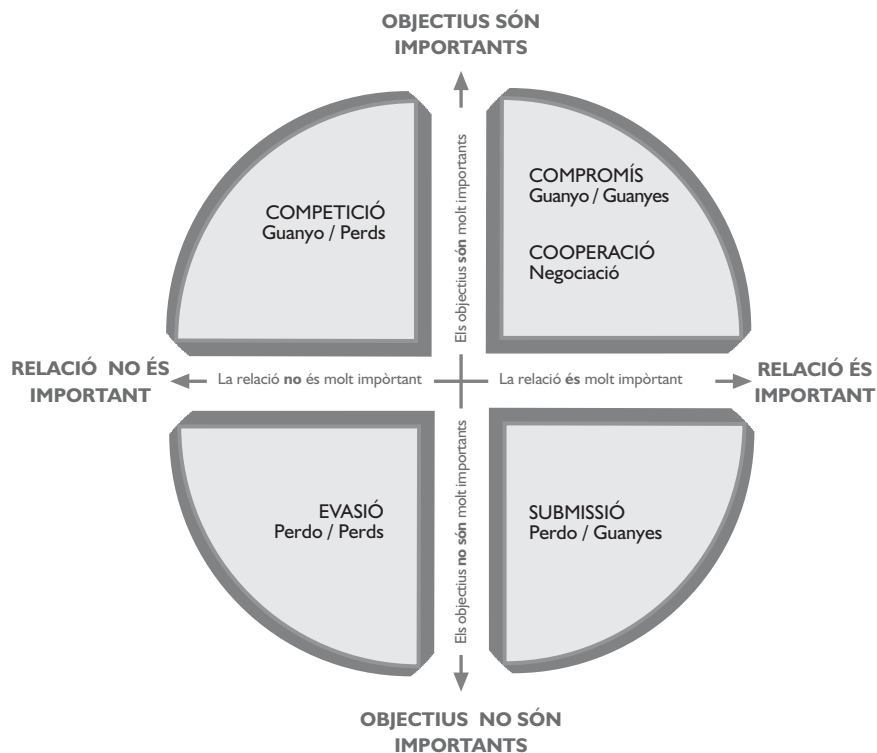 OBJECTIUS SÓN
IMPORTANTS
Els objectius són molt importants
COMPETICIÓ
Guanyo / Perds
COMPROMÍS
Guanyo / Guanyes
COOPERACIÓ
Negociació
RELACIÓ NO ÉS
IMPORTANT
La relació no és molt impòrtant
La relació és molt impòrtant
RELACIÓ ÉS
IMPORTANT
Els objectius no són molt importants
EVASIÓ
Perdo / Perds
SUBMISSIÓ
Perdo / Guanyes
OBJECTIUS NO SÓN
IMPORTANTS